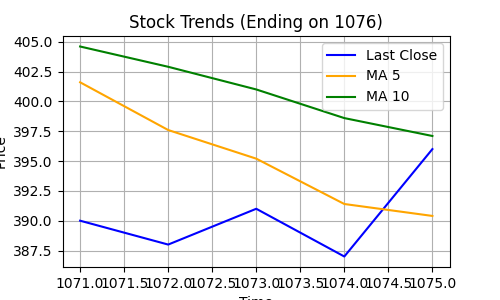 Stock Trends (Ending on 1076)
Last Close
MA 5
MA 10
405.0
402.5
400.0
397.5
395.0
392.5
390.0
387.5
Price
1071.0 1071.5 1072.0 1072.5 1073.0 1073.5 1074.0 1074.5 1075.0
Time